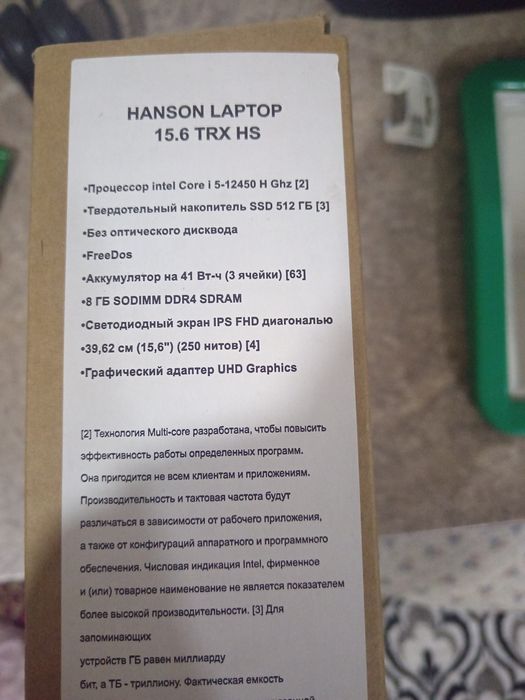 HANSON LAPTOP
15.6 TRX HS
•Процессор intel Core i 5-12450 H Ghz [2]
•Твердотельный накопитель SSD 512 ГБ [3]
•Без оптического дисквода
•FreeDos
•Аккумулятор на 41 Вт-ч (3 ячейки) [63]
•8 ГБ SODIMM DDR4 SDRAM
•Светодиодный экран IPS FHD диагональю
•39,62 см (15,6") (250 нитов) [4]
•Графический адаптер UHD Graphics
[2] Технология Multi-core разработана, чтобы повысить
эффективность работы определенных программ.
Она пригодится не всем клиентам и приложениям.
Производительность и тактовая частота будут
различаться в зависимости от рабочего приложения,
а также от конфигураций аппаратного и программного
обеспечения. Числовая индикация Intel, фирменное
и (или) товарное наименование не является показателем
более высокой производительности. [3] Для
запоминающих
устройств ГБ равен миллиарду
бит, а ТБ - триллиону. Фактическая емкость